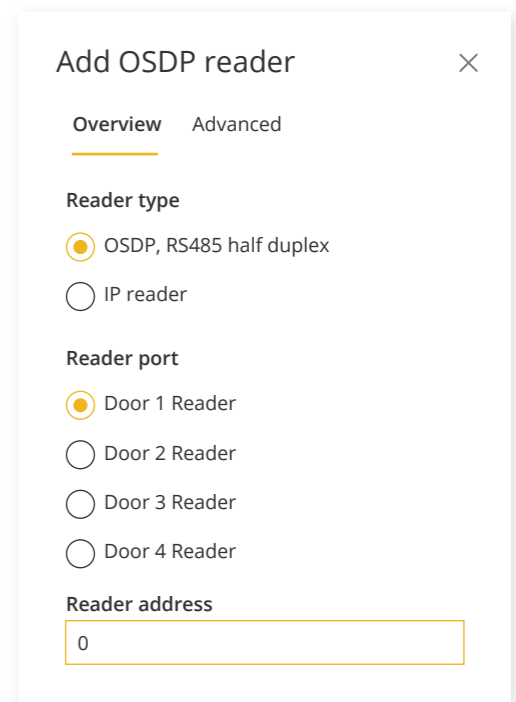 Add OSDP reader
Overview Advanced
Reader type
OSDP, RS485 half duplex
IP reader
Reader port
Door 1 Reader
Door 2 Reader
Door 3 Reader
Door 4 Reader
Reader address
0